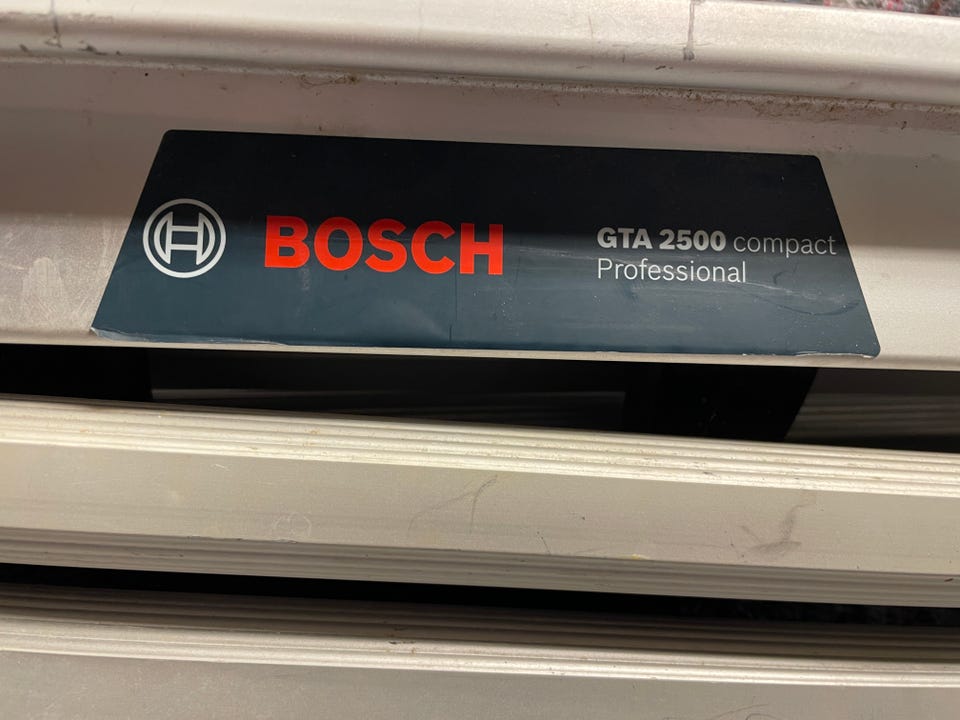 BOSCH
GTA 2500 compact
Professional